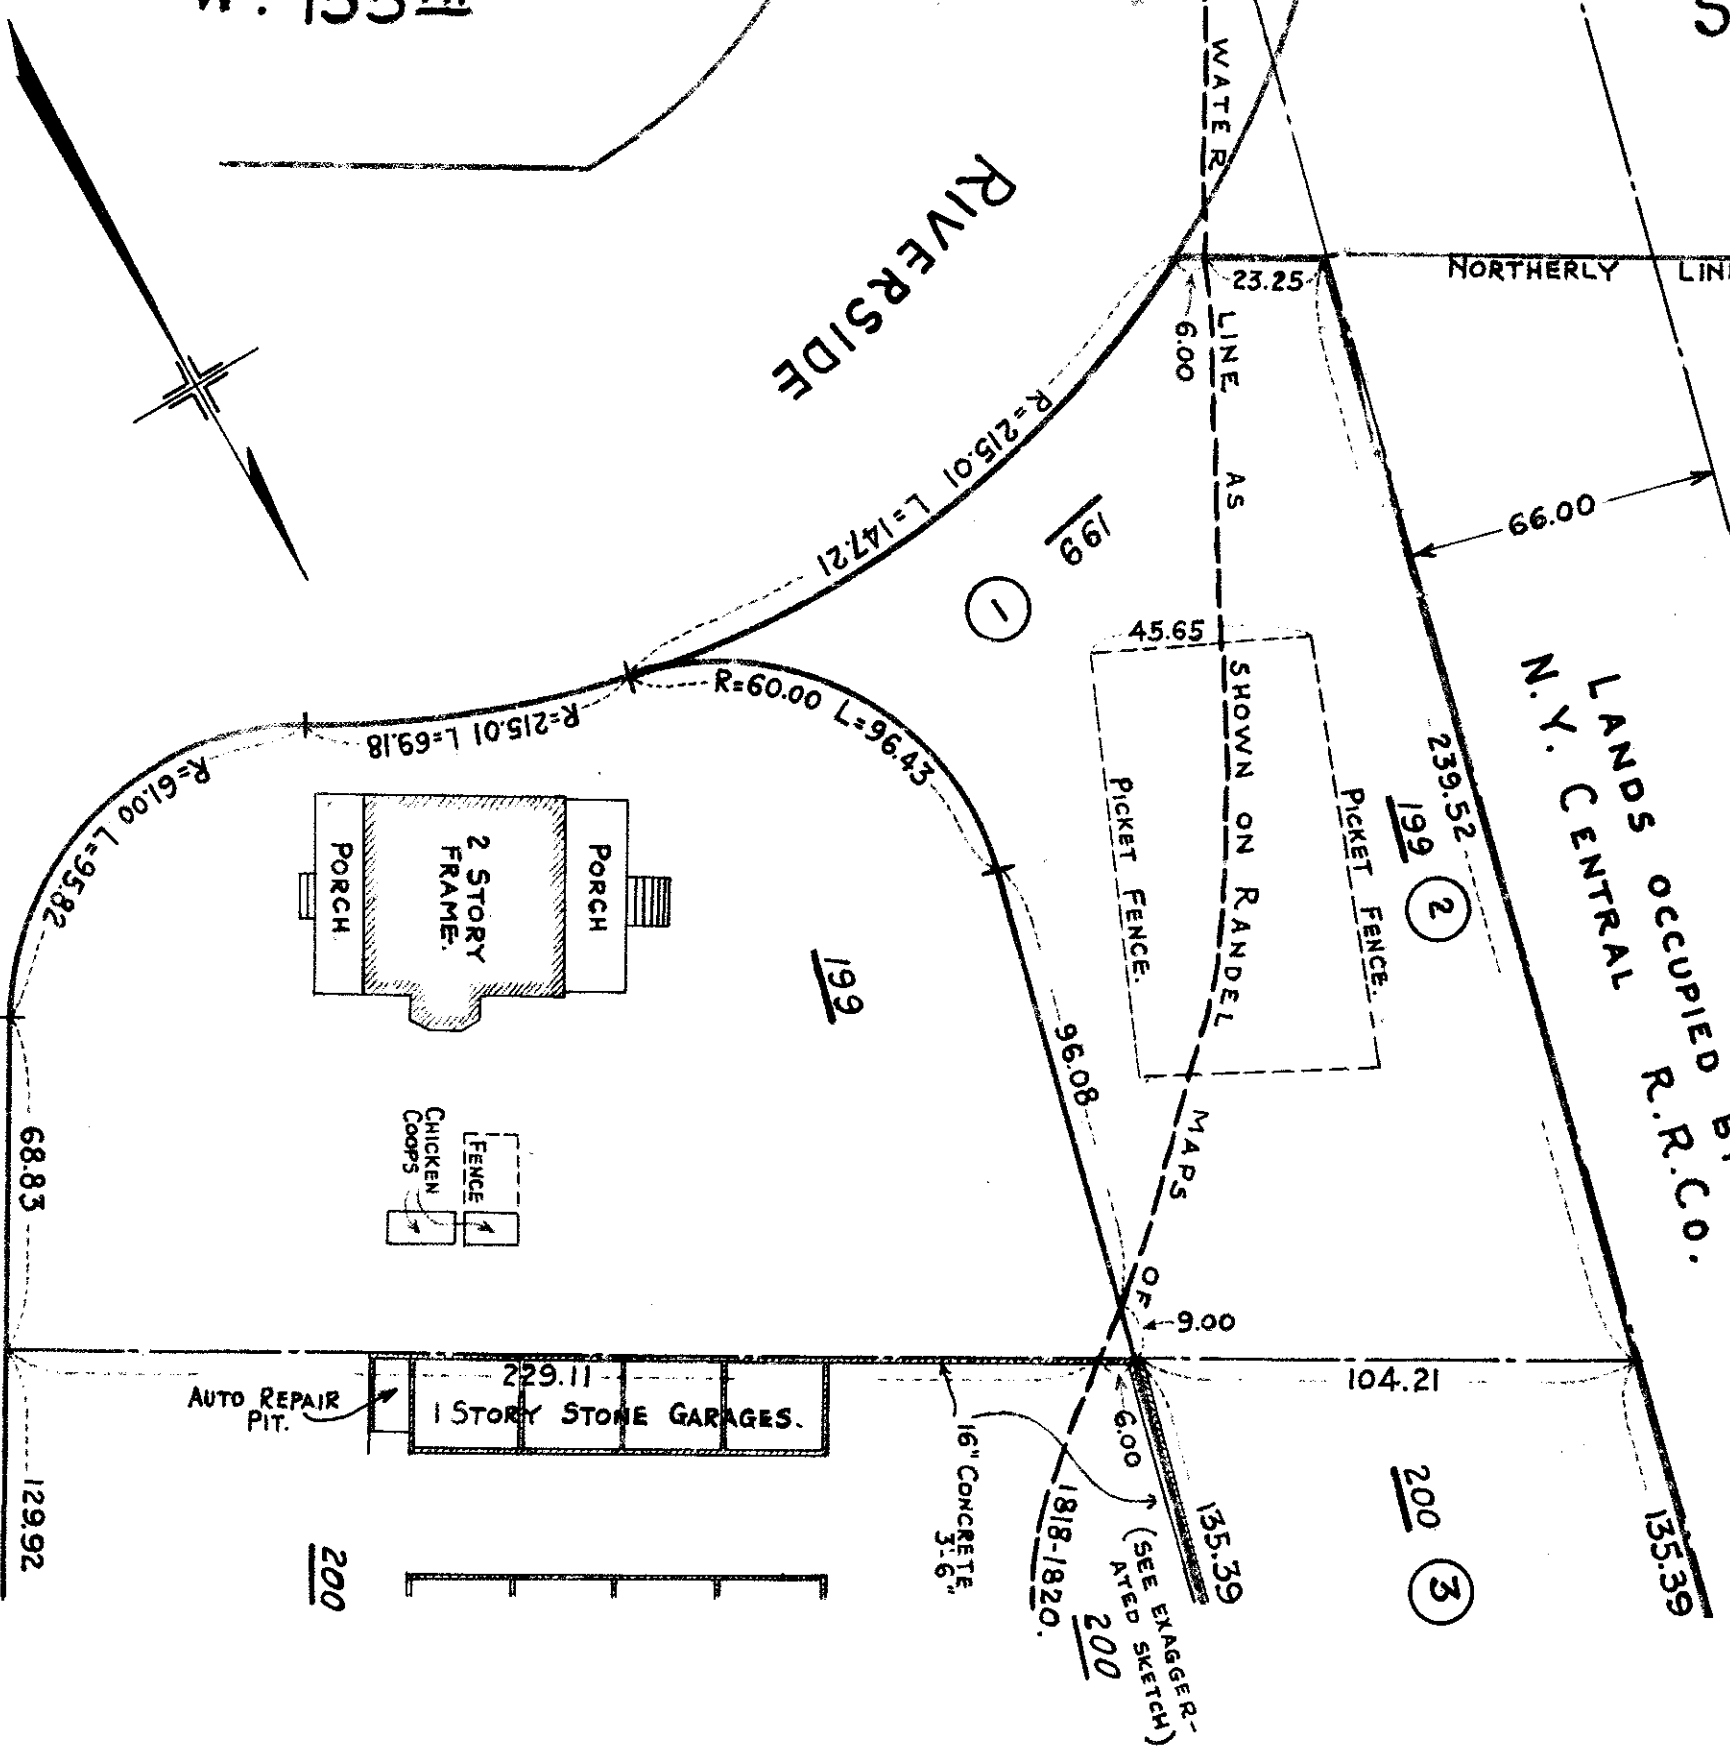 W. 155TH
S
RIVERSIDE
WATER LINE AS SHOWN ON RANDEL MAPS OF 1818-1820.
NORTHERLY LINE
23.25
6.00
R=215.01 L=147.21
199
1
66.00
45.65
PICKET FENCE.
PICKET FENCE.
239.52
199
2
LANDS OCCUPIED BY
N.Y. CENTRAL R.R.CO.
R=60.00 L=96.43
R=215.01 L=69.18
R=61.00 L=95.82
PORCH
2 STORY
FRAME.
PORCH
199
96.08
68.83
CHICKEN
COOPS
FENCE
9.00
229.11
104.21
AUTO REPAIR
PIT.
1 STORY STONE GARAGES.
6.00
16" CONCRETE
3'-6"
(SEE EXAGGER-
ATED SKETCH)
135.39
200
3
135.39
129.92
200
200